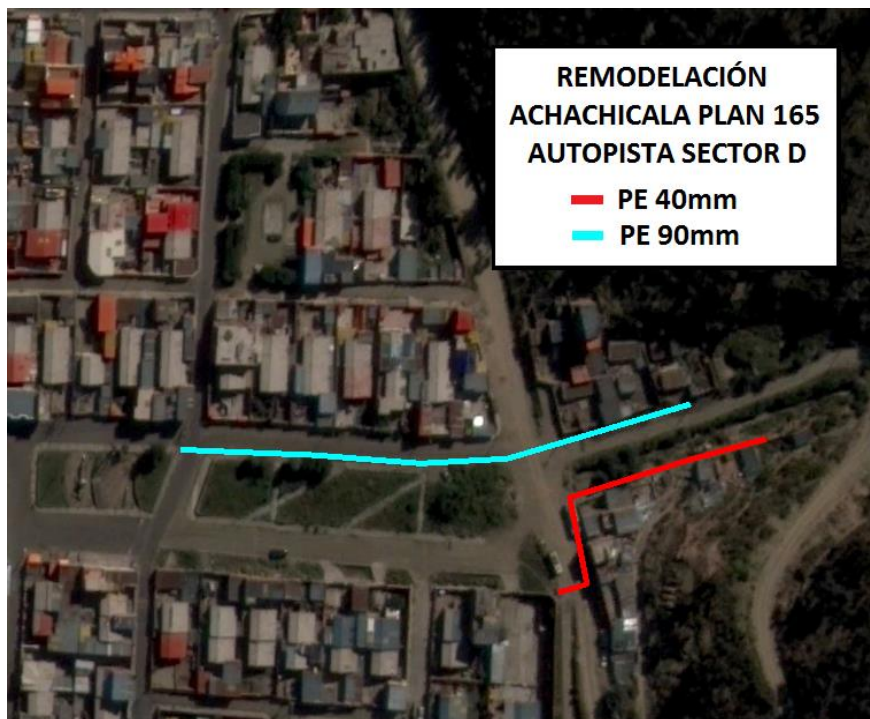 REMODELACIÓN
ACHACHICALA PLAN 165
AUTOPISTA SECTOR D
PE 40mm
PE 90mm